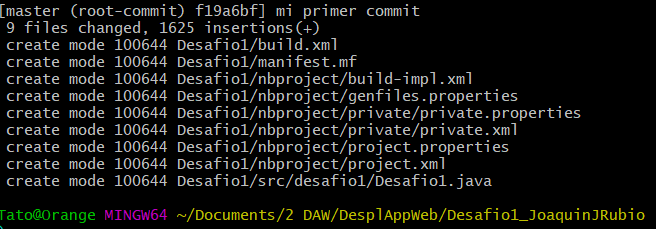 [master (root-commit) f19a6bf] mi primer commit
 9 files changed, 1625 insertions(+)
 create mode 100644 Desafio1/build.xml
 create mode 100644 Desafio1/manifest.mf
 create mode 100644 Desafio1/nbproject/build-impl.xml
 create mode 100644 Desafio1/nbproject/genfiles.properties
 create mode 100644 Desafio1/nbproject/private/private.properties
 create mode 100644 Desafio1/nbproject/private/private.xml
 create mode 100644 Desafio1/nbproject/project.properties
 create mode 100644 Desafio1/nbproject/project.xml
 create mode 100644 Desafio1/src/desafio1/Desafio1.java
Tato@Orange MINGW64 ~/Documents/2 DAW/DesplAppWeb/Desafio1_JoaquinJRubio